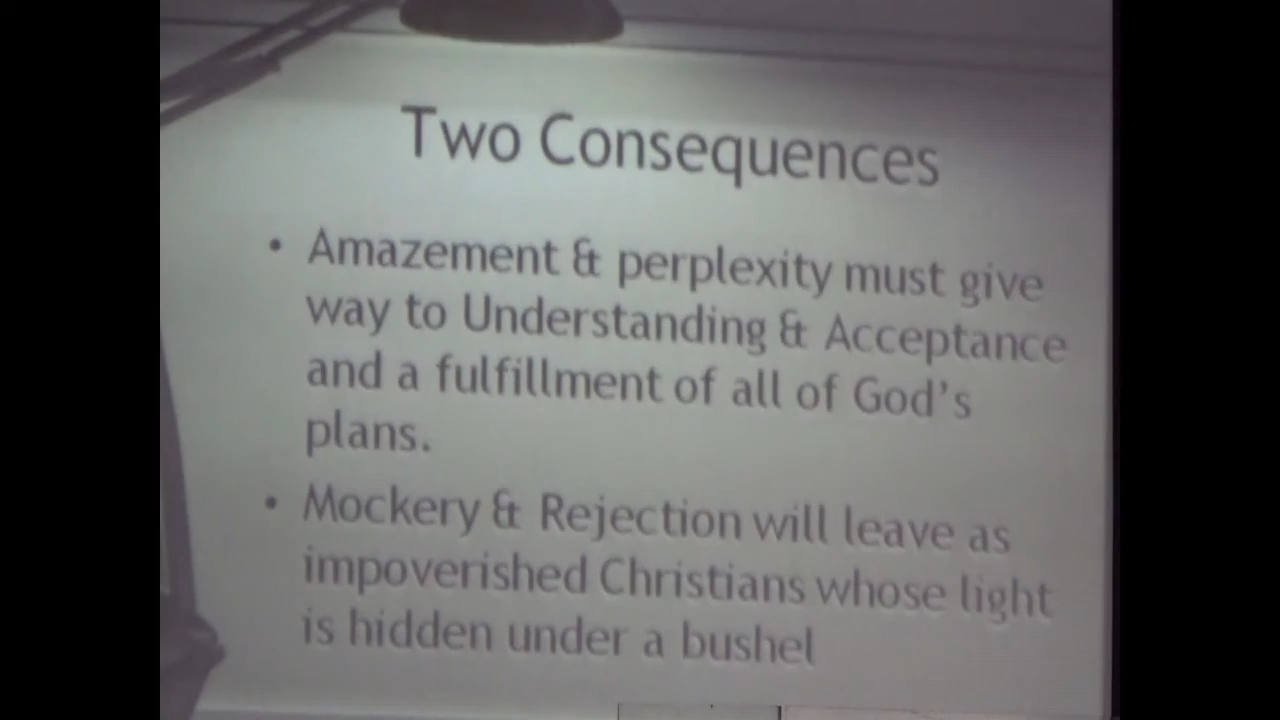 Two Consequences
• Amazement & perplexity must give
way to Understanding & Acceptance
and a fulfillment of all of God's
plans.
• Mockery & Rejection will leave as
impoverished Christians whose light
is hidden under a bushel